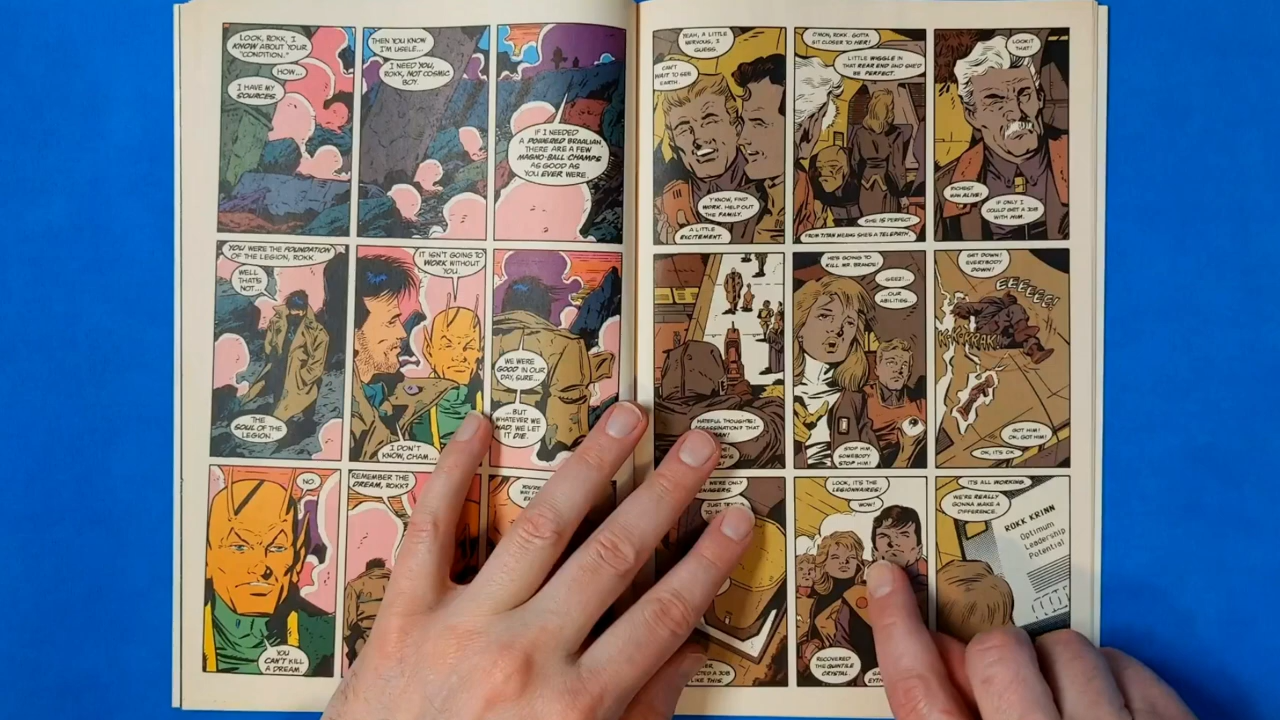 LOOK, ROKK, I
KNOW ABOUT YOUR
"CONDITION."
HOW...
I HAVE MY
SOURCES.
THEN YOU KNOW
I'M USELE...
I NEED YOU,
ROKK, NOT COSMIC
BOY.
IF I NEEDED
A POWERED BRAALIAN
THERE ARE A FEW
MAGNO-BALL CHAMPS
AS GOOD AS
YOU EVER WERE.
YOU WERE THE FOUNDATION
OF THE LEGION, ROKK.
WELL
THAT'S
NOT...
THE
SOUL OF THE
LEGION.
IT ISN'T GOING TO
WORK WITHOUT
YOU.
I DON'T
KNOW, CHAM...
WE WERE
GOOD IN OUR
DAY, SURE...
...BUT
WHATEVER WE
HAD, WE LET
IT DIE.
NO.
YOU
CAN'T KILL
A DREAM.
REMEMBER THE
DREAM, ROKK?
YOU'RE
WAY
YEAH, A LITTLE
NERVOUS, I
GUESS.
CAN'T
WAIT TO SEE
EARTH.
Y'KNOW, FIND
WORK, HELP OUT
THE FAMILY.
A LITTLE
EXCITEMENT.
C'MON, ROKK. GOTTA
SIT CLOSER TO HER!
LITTLE WIGGLE IN
THAT REAR END AND SHE'D
BE PERFECT.
SHE IS PERFECT.
FROM TITAN MEANS SHE'S A TELEPATH.
LOOKIT
THAT!
RICHEST
MAN ALIVE!
IF ONLY I
COULD GET A JOB
WITH HIM.
HATEFUL THOUGHTS!
ASSASSINATION! THAT
HE'S GOING TO
KILL MR. BRANDE!
GEEZ!...
...OUR
ABILITIES...
STOP HIM,
SOMEBODY
STOP HIM!
GET DOWN!
EVERYBODY
DOWN!
EEEEEE!
GOT HIM!
OK, GOT HIM!
OK, IT'S OK.
WE'RE ONLY
JUST
A JOB
LIKE THIS.
LOOK, IT'S THE
LEGIONNAIRES!
WOW!
RECOVERED
THE QUINTILE
CRYSTAL.
IT'S ALL WORKING.
WE'RE REALLY
GONNA MAKE A
DIFFERENCE.
ROKK KRINN
Optimum
Leadership
Potential